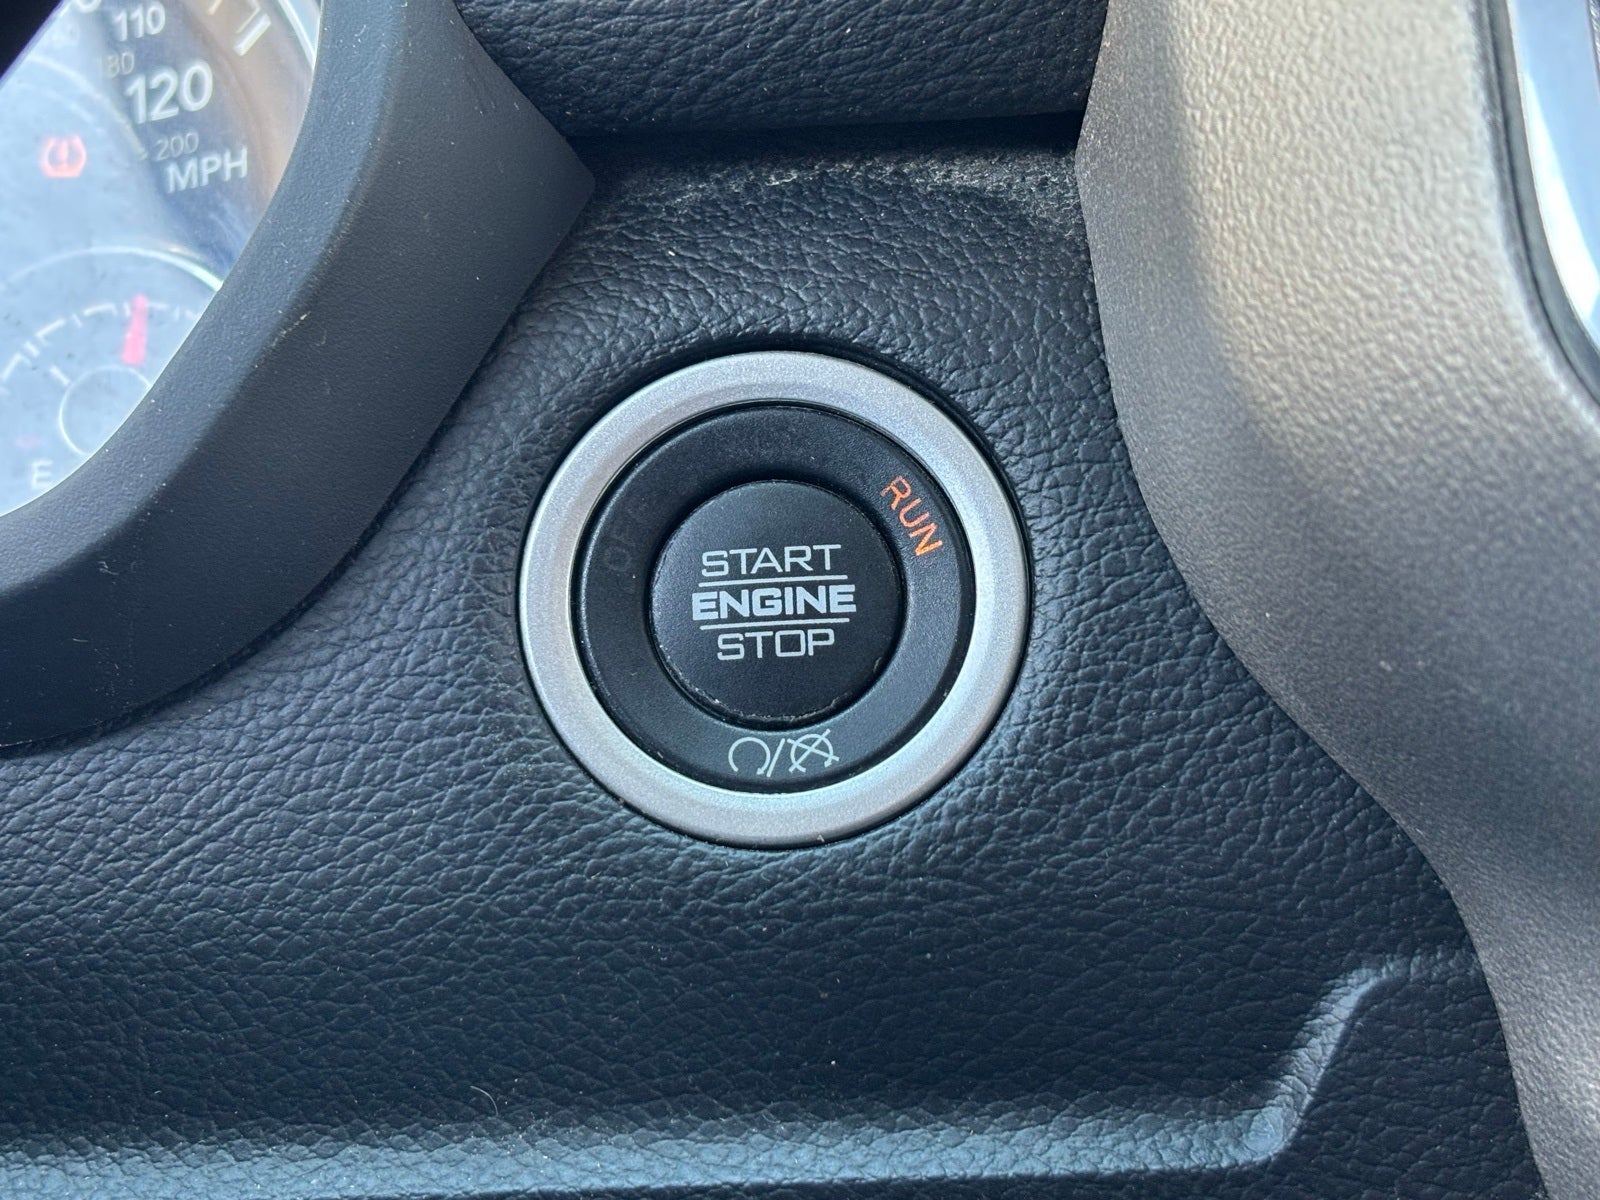 110
120
200
MPH
E
RUN
START
ENGINE
STOP